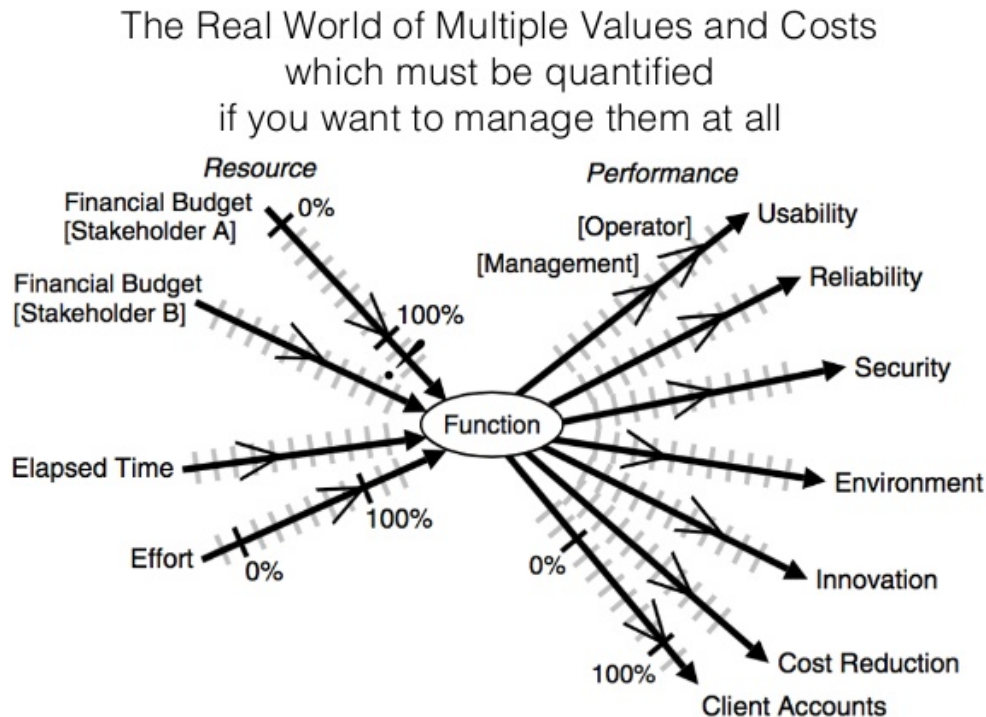 The Real World of Multiple Values and Costs
which must be quantified
if you want to manage them at all
Resource
Financial Budget
[Stakeholder A]
0%
Financial Budget
[Stakeholder B]
100%
Elapsed Time
Effort
0%
100%
Function
Performance
[Operator]
[Management]
Usability
Reliability
Security
Environment
Innovation
Cost Reduction
Client Accounts
0%
100%